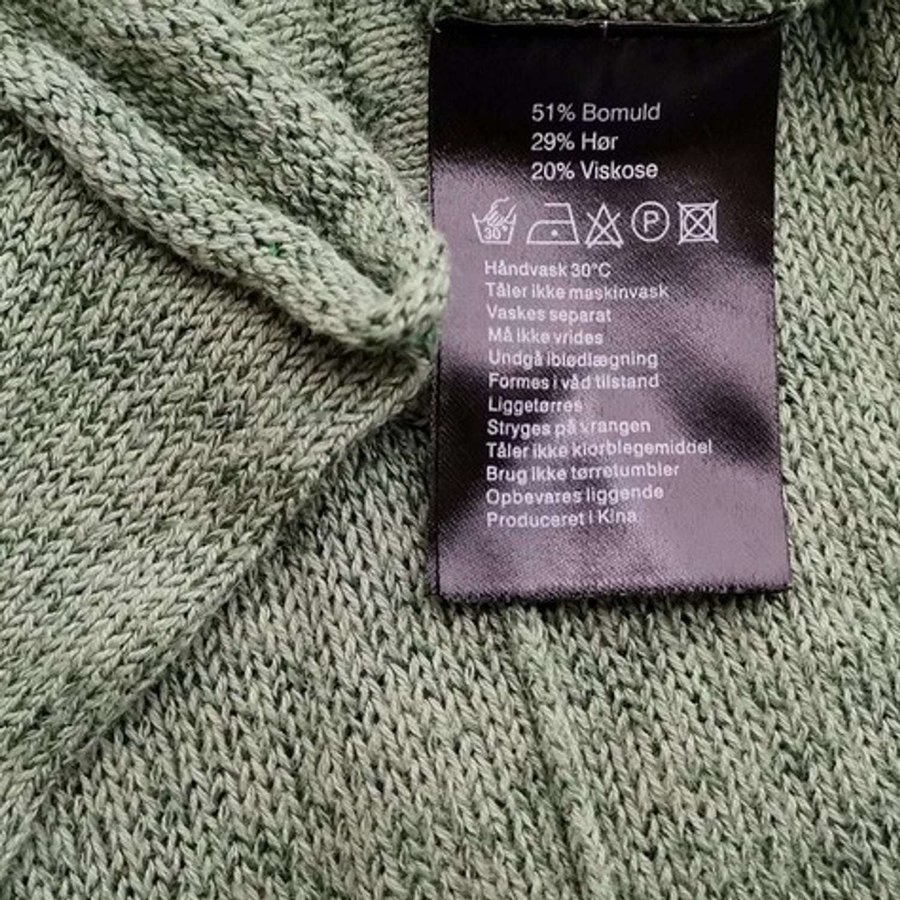 51% Bomuld
29% Hør
20% Viskose
30° P
Håndvask 30°C
Tåler ikke maskinvask
Vaskes separat
Må ikke vrides
Undgå iblødlægning
Formes i våd tilstand
Liggetørres
Stryges på vrangen
Tåler ikke klorblegemiddel
Brug ikke tørretumbler
Opbevares liggende
Produceret i Kina